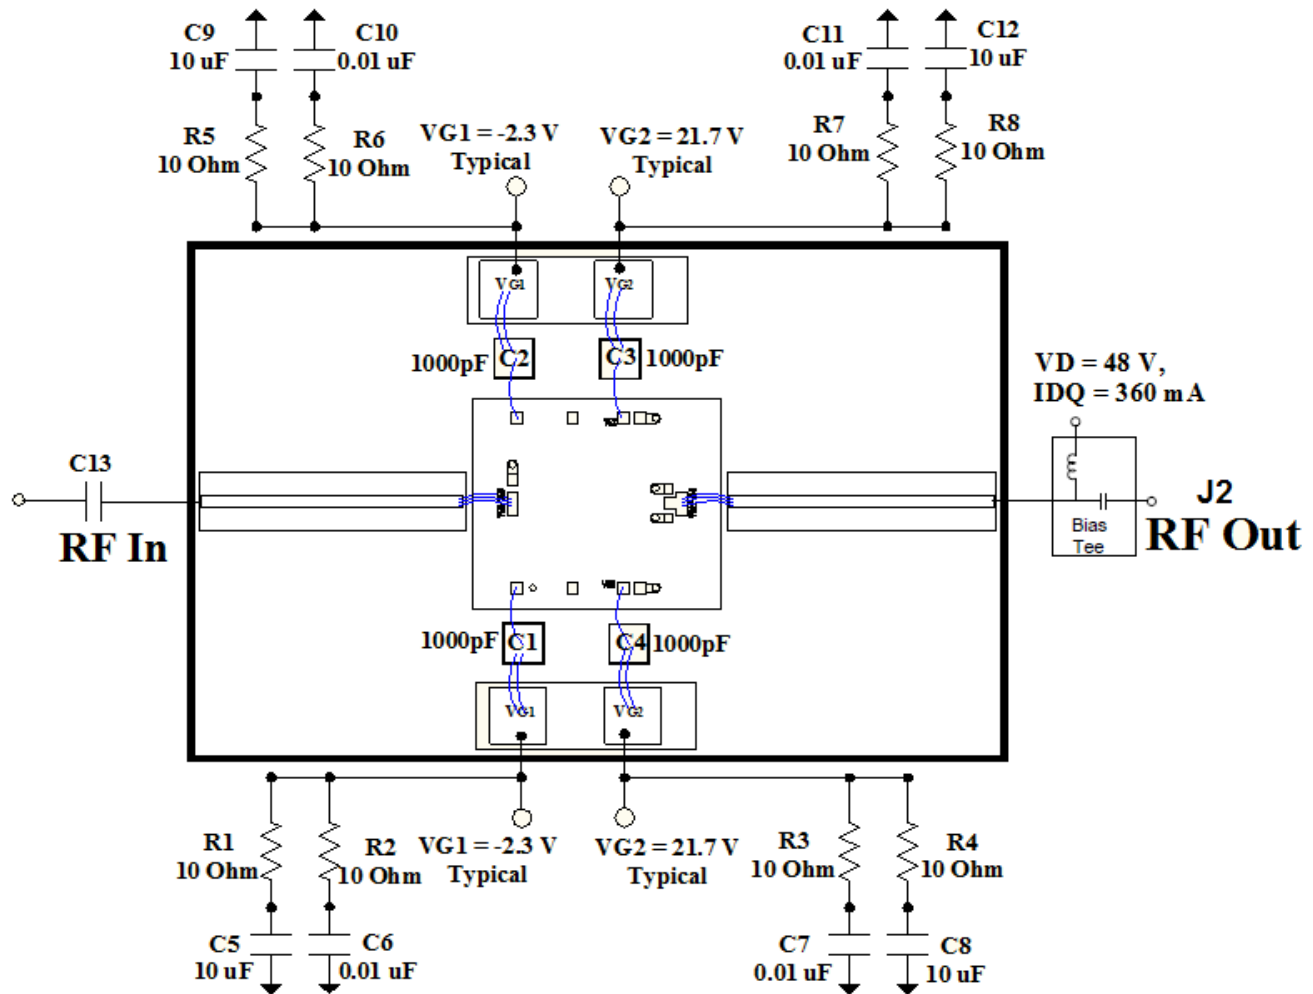 C9
10 uF
C10
0.01 uF
C11
0.01 uF
C12
10 uF
R5
10 Ohm
R6
10 Ohm
VG1 = -2.3 V
Typical
VG2 = 21.7 V
Typical
R7
10 Ohm
R8
10 Ohm
VG1
VG2
1000pF
C2
C3
1000pF
VD = 48 V,
IDQ = 360 mA
C13
RF In
Bias
Tee
J2
RF Out
1000pF
C1
C4
1000pF
VG1
VG2
R1
10 Ohm
R2
10 Ohm
VG1 = -2.3 V
Typical
VG2 = 21.7 V
Typical
R3
10 Ohm
R4
10 Ohm
C5
10 uF
C6
0.01 uF
C7
0.01 uF
C8
10 uF